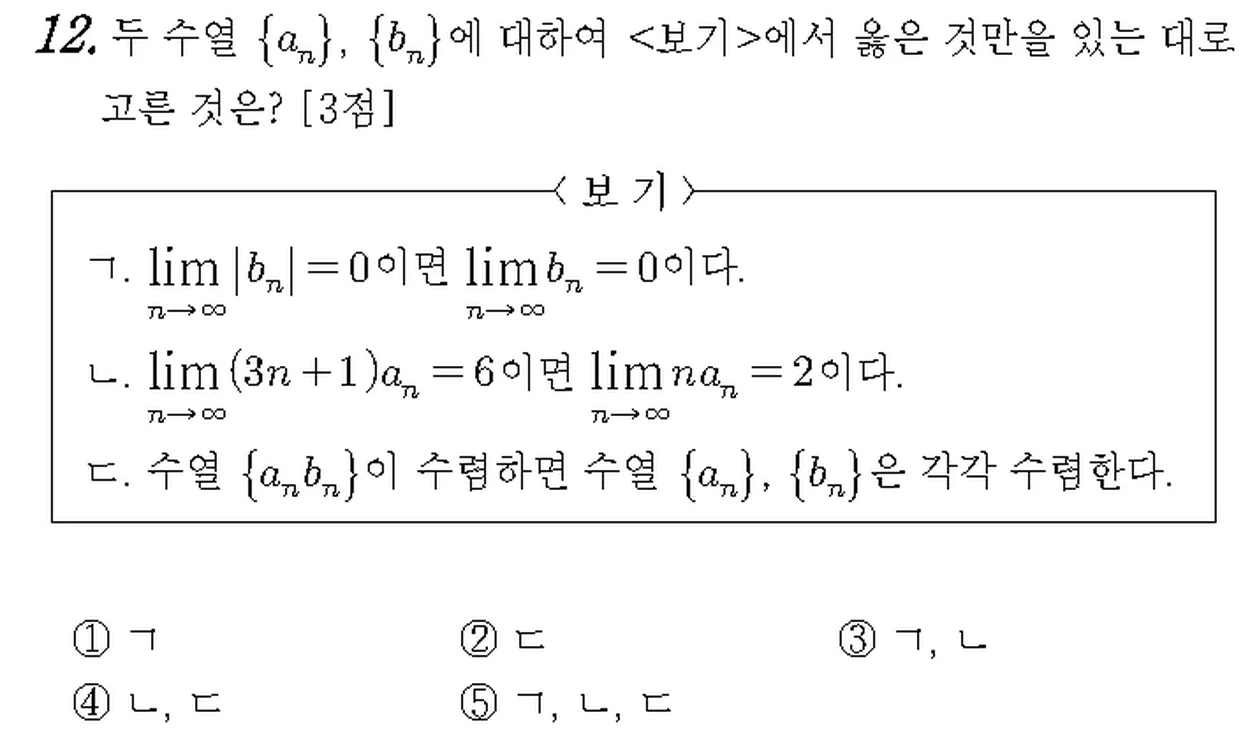 12. 두 수열 {aₙ}, {bₙ}에 대하여 <보기>에서 옳은 것만을 있는 대로
고른 것은? [3점]
〈 보 기 〉
ㄱ. lim_{n→∞} |bₙ| = 0이면 lim_{n→∞} bₙ = 0이다.
ㄴ. lim_{n→∞} (3n+1)aₙ = 6이면 lim_{n→∞} naₙ = 2이다.
ㄷ. 수열 {aₙbₙ}이 수렴하면 수열 {aₙ}, {bₙ}은 각각 수렴한다.
① ㄱ ② ㄷ ③ ㄱ, ㄴ
④ ㄴ, ㄷ ⑤ ㄱ, ㄴ, ㄷ